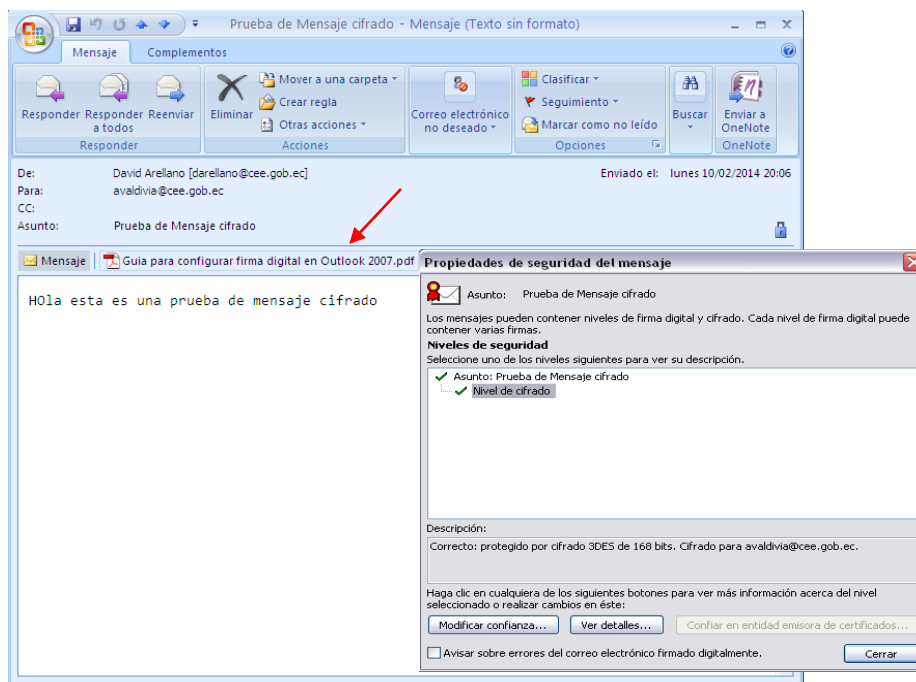 Prueba de Mensaje cifrado - Mensaje (Texto sin formato)
Mensaje Complementos
Responder Responder a todos Reenviar
Responder
Eliminar
Mover a una carpeta
Crear regla
Otras acciones
Acciones
Correo electrónico no deseado
Clasificar
Seguimiento
Marcar como no leído
Opciones
Buscar
Enviar a OneNote
OneNote
De: David Arellano [darellano@cee.gob.ec] Enviado el: lunes 10/02/2014 20:06
Para: avaldivia@cee.gob.ec
CC:
Asunto: Prueba de Mensaje cifrado
Mensaje Guia para configurar firma digital en Outlook 2007.pdf
HOla esta es una prueba de mensaje cifrado
Propiedades de seguridad del mensaje
Asunto: Prueba de Mensaje cifrado
Los mensajes pueden contener niveles de firma digital y cifrado. Cada nivel de firma digital puede
contener varias firmas.
Niveles de seguridad
Seleccione uno de los niveles siguientes para ver su descripción.
Asunto: Prueba de Mensaje cifrado
Nivel de cifrado
Descripción:
Correcto: protegido por cifrado 3DES de 168 bits. Cifrado para avaldivia@cee.gob.ec.
Haga clic en cualquiera de los siguientes botones para ver más información acerca del nivel
seleccionado o realizar cambios en éste:
Modificar confianza... Ver detalles... Confiar en entidad emisora de certificados...
Avisar sobre errores del correo electrónico firmado digitalmente. Cerrar